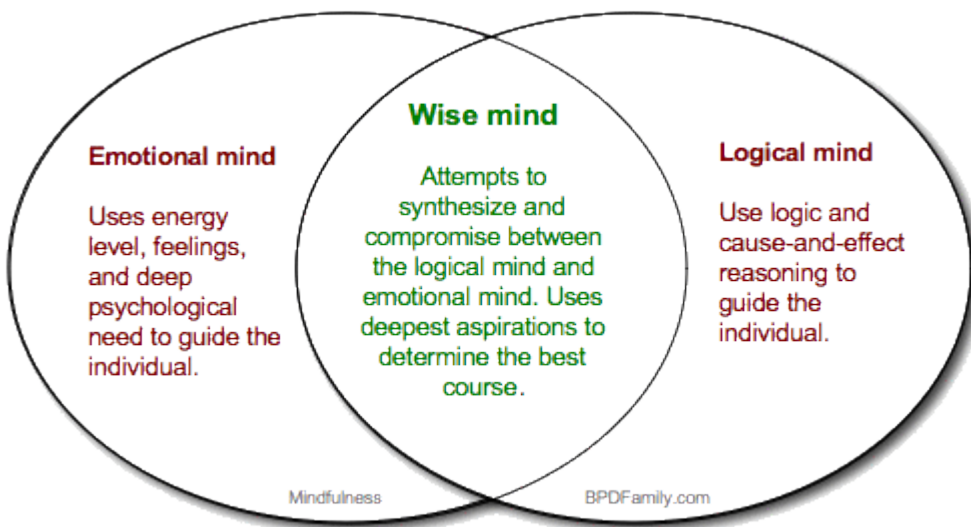 Emotional mind
Uses energy
level, feelings,
and deep
psychological
need to guide the
individual.
Wise mind
Attempts to
synthesize and
compromise between
the logical mind and
emotional mind. Uses
deepest aspirations to
determine the best
course.
Logical mind
Use logic and
cause-and-effect
reasoning to
guide the
individual.
Mindfulness
BPDFamily.com